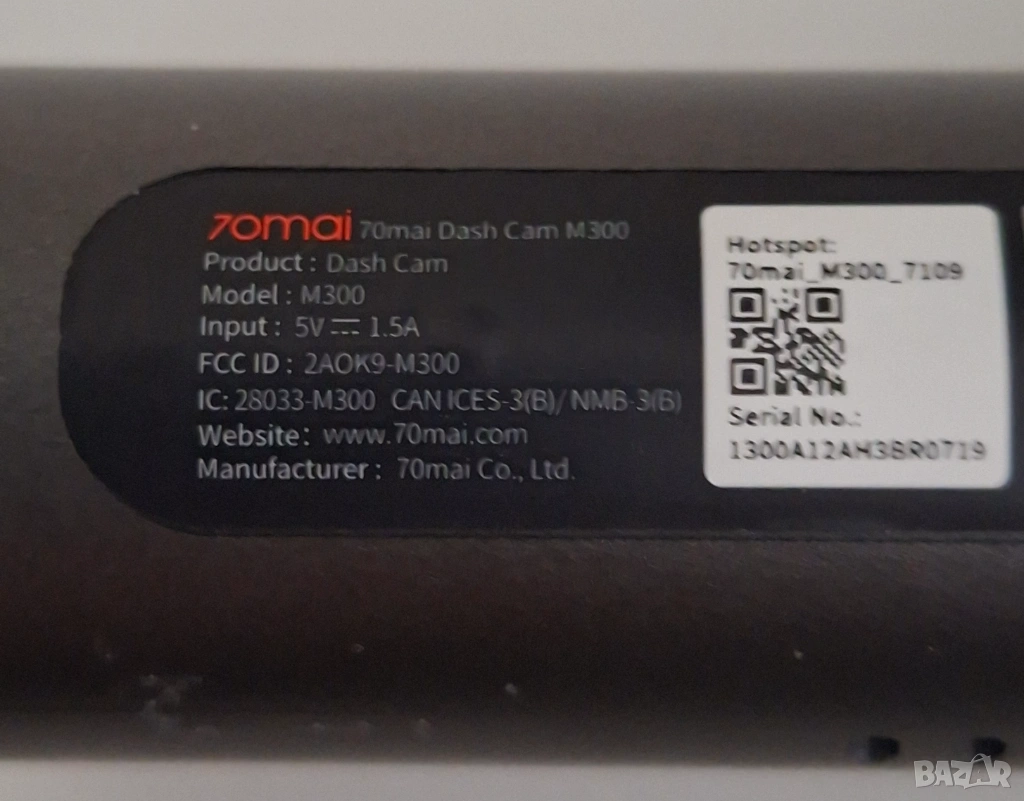 70mai 70mai Dash Cam M300
Product : Dash Cam
Model : M300
Input : 5V⎓1.5A
FCC ID : 2AOK9-M300
IC: 28033-M300 CAN ICES-3(B)/ NMB-3(B)
Website: www.70mai.com
Manufacturer : 70mai Co., Ltd.
Hotspot:
70mai_M300_7109
Serial No.:
1300A12AH3BR0719
BAZAR